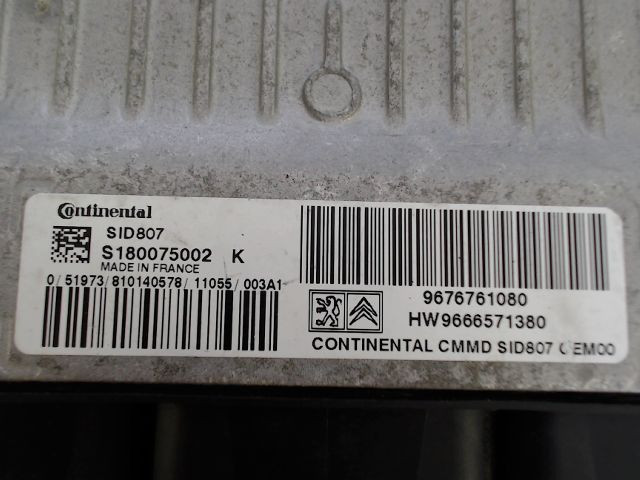 Continental
SID807
S180075002 K
MADE IN FRANCE
0/51973/810140578/11055/003A1
9676761080
HW9666571380
CONTINENTAL CMMD SID807